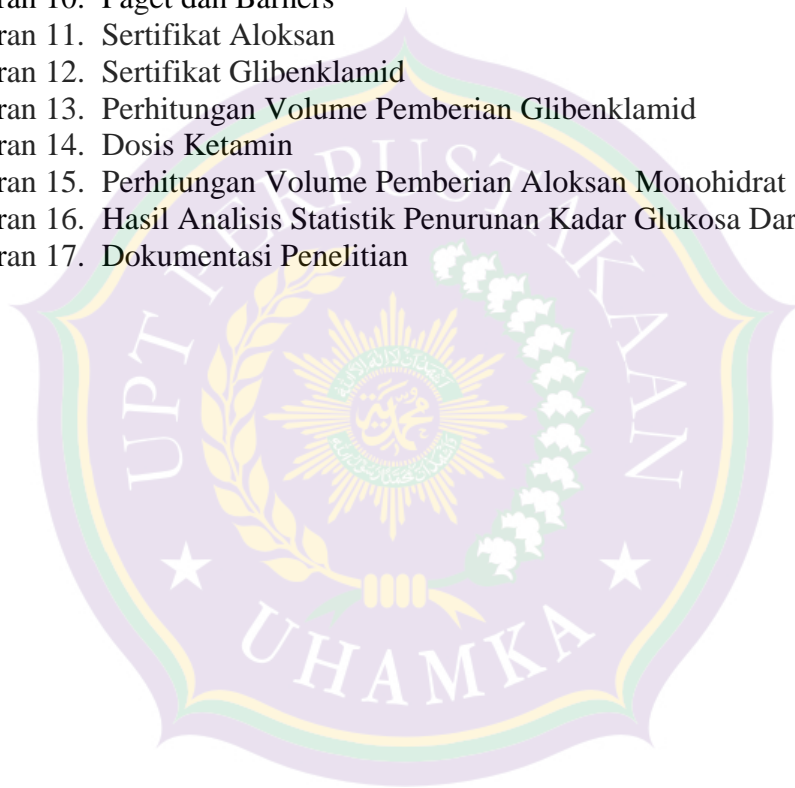 ran 10. Paget dan Barners
ran 11. Sertifikat Aloksan
ran 12. Sertifikat Glibenklamid
ran 13. Perhitungan Volume Pemberian Glibenklamid
ran 14. Dosis Ketamin
ran 15. Perhitungan Volume Pemberian Aloksan Monohidrat
ran 16. Hasil Analisis Statistik Penurunan Kadar Glukosa Dar
ran 17. Dokumentasi Penelitian
UPT PERPUSTAKAAN
UHAMKA